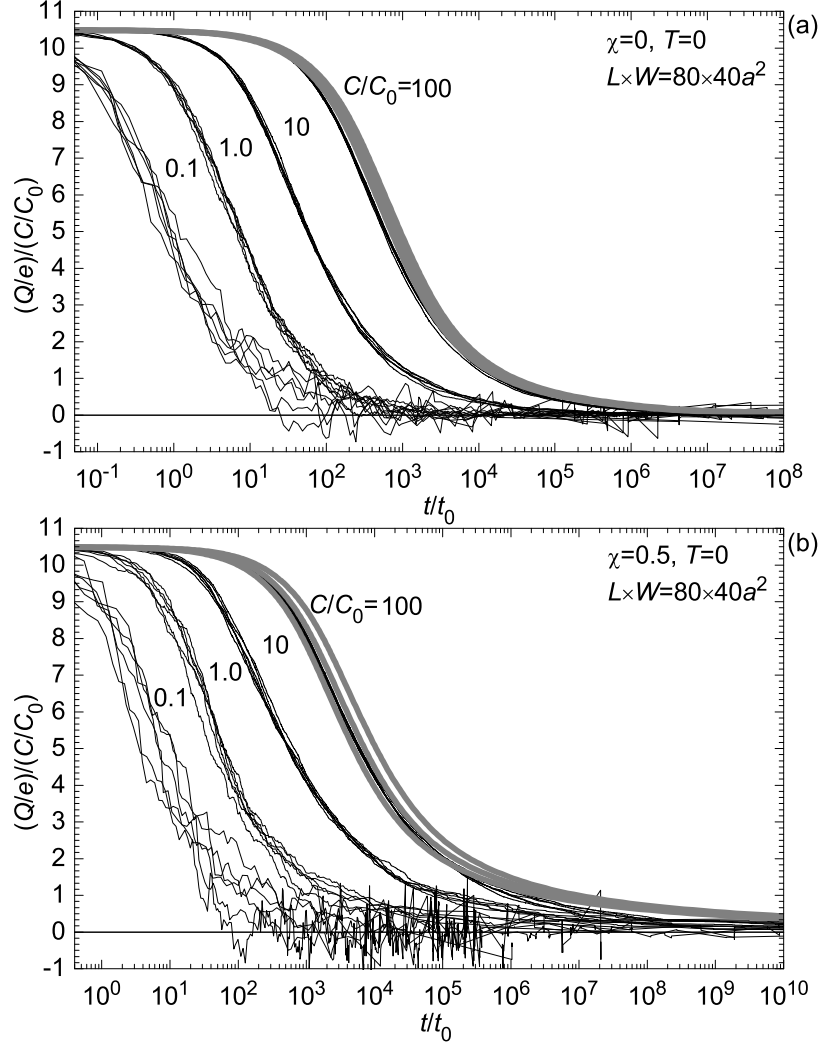 (a)
χ=0, T=0
L×W=80×40a²
C/C₀=100
10
1.0
0.1
(Q/e)/(C/C₀)
11
10
9
8
7
6
5
4
3
2
1
0
-1
10⁻¹ 10⁰ 10¹ 10² 10³ 10⁴ 10⁵ 10⁶ 10⁷ 10⁸
t/t₀
(b)
χ=0.5, T=0
L×W=80×40a²
C/C₀=100
10
1.0
0.1
(Q/e)/(C/C₀)
11
10
9
8
7
6
5
4
3
2
1
0
-1
10⁰ 10¹ 10² 10³ 10⁴ 10⁵ 10⁶ 10⁷ 10⁸ 10⁹ 10¹⁰
t/t₀